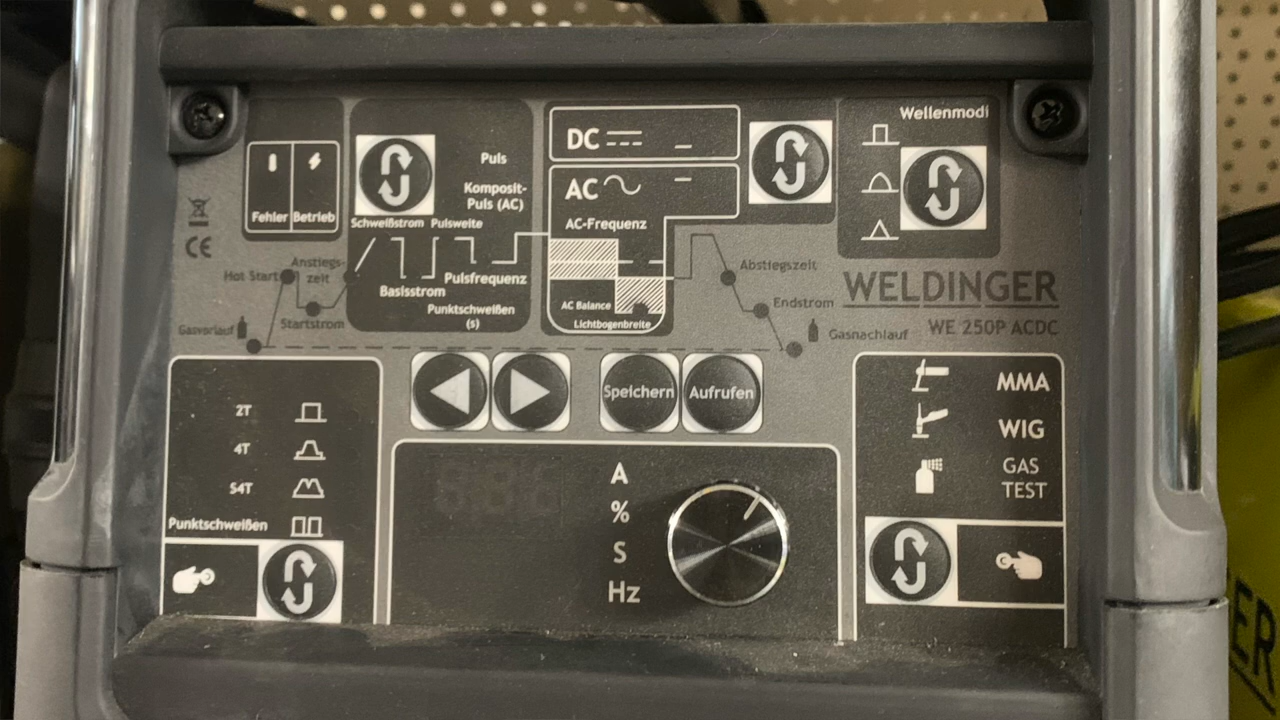 Wellenmodi
DC
Puls
Komposit-
Puls (AC)
AC
Fehler
Betrieb
Schweißstrom
Pulsweite
AC-Frequenz
CE
Hot Start
Anstiegs-
zeit
Pulsfrequenz
Abstiegszeit
Basisstrom
WELDINGER
Startstrom
Punktschweißen
(s)
AC Balance
Endstrom
Gasvorlauf
Lichtbogenbreite
Gasnachlauf
WE 250P ACDC
2T
4T
S4T
Punktschweißen
Speichern
Aufrufen
MMA
WIG
GAS
TEST
A
%
S
Hz
ER